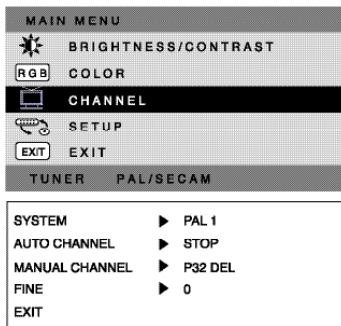 MAIN MENU
BRIGHTNESS/CONTRAST
RGB COLOR
CHANNEL
SETUP
EXIT EXIT
TUNER PAL/SECAM
SYSTEM ▶ PAL 1
AUTO CHANNEL ▶ STOP
MANUAL CHANNEL ▶ P32 DEL
FINE ▶ 0
EXIT